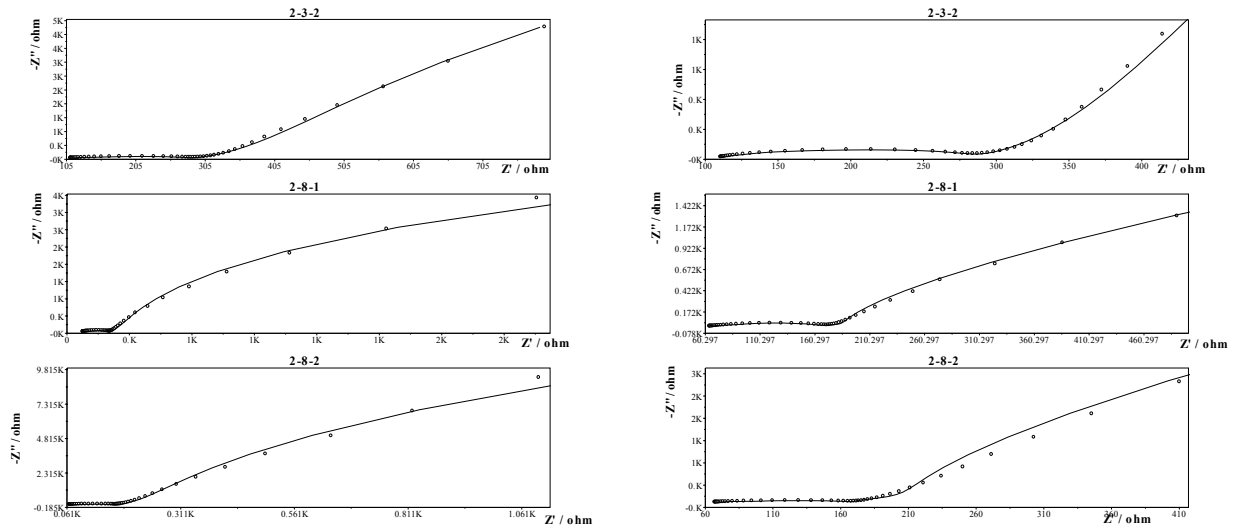 2-3-2
5K
4K
4K
3K
3K
2K
2K
1K
1K
0.K
-0K
-Z'' / ohm
105 205 305 405 505 605 705
Z' / ohm
2-3-2
1K
1K
0.K
0.K
-0K
-Z'' / ohm
100 150 200 250 300 350 400
Z' / ohm
2-8-1
4K
3K
3K
2K
2K
1K
1K
0.K
-0K
-Z'' / ohm
0 0.K 1K 1K 1K 2K 2K
Z' / ohm
2-8-1
1.422K
1.172K
0.922K
0.672K
0.422K
0.172K
-0.078K
-Z'' / ohm
60.297 110.297 160.297 210.297 260.297 310.297 360.297 410.297 460.297
Z' / ohm
2-8-2
9.815K
7.315K
4.815K
2.315K
-0.185K
-Z'' / ohm
0.061K 0.311K 0.561K 0.811K 1.061K
Z' / ohm
2-8-2
3K
2K
2K
1K
1K
0.K
-0K
-Z'' / ohm
60 110 160 210 260 310 360 410
Z' / ohm